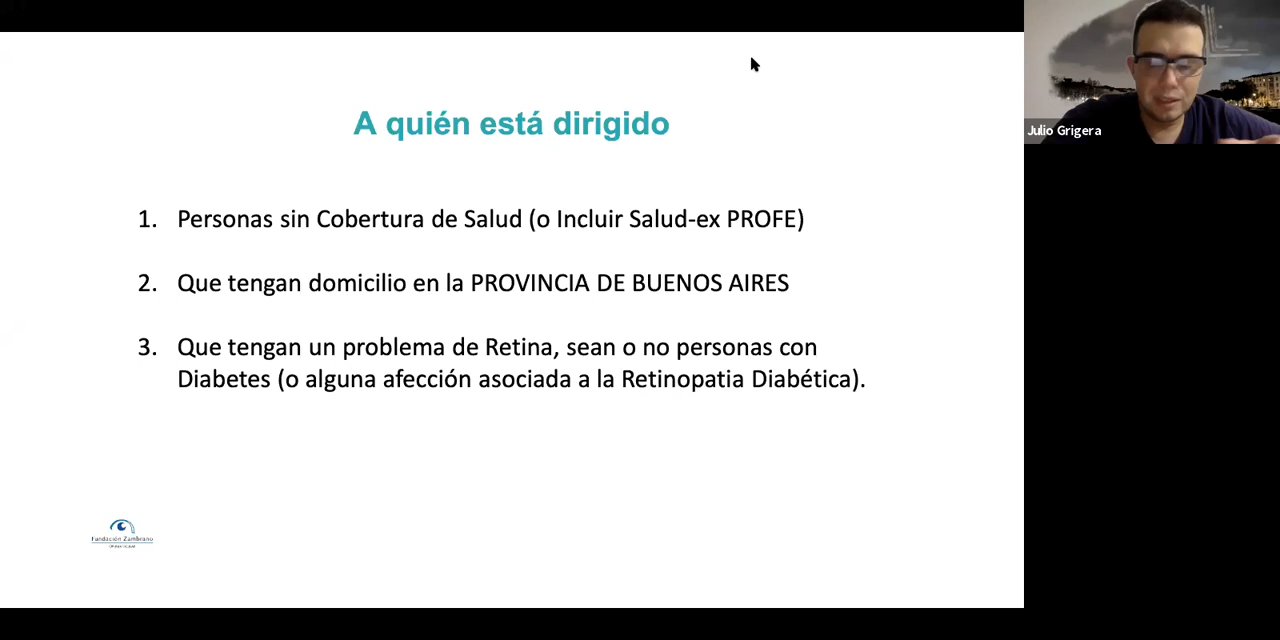 A quién está dirigido
1. Personas sin Cobertura de Salud (o Incluir Salud-ex PROFE)
2. Que tengan domicilio en la PROVINCIA DE BUENOS AIRES
3. Que tengan un problema de Retina, sean o no personas con
Diabetes (o alguna afección asociada a la Retinopatia Diabética).
Fundación Zambrano
Julio Grigera